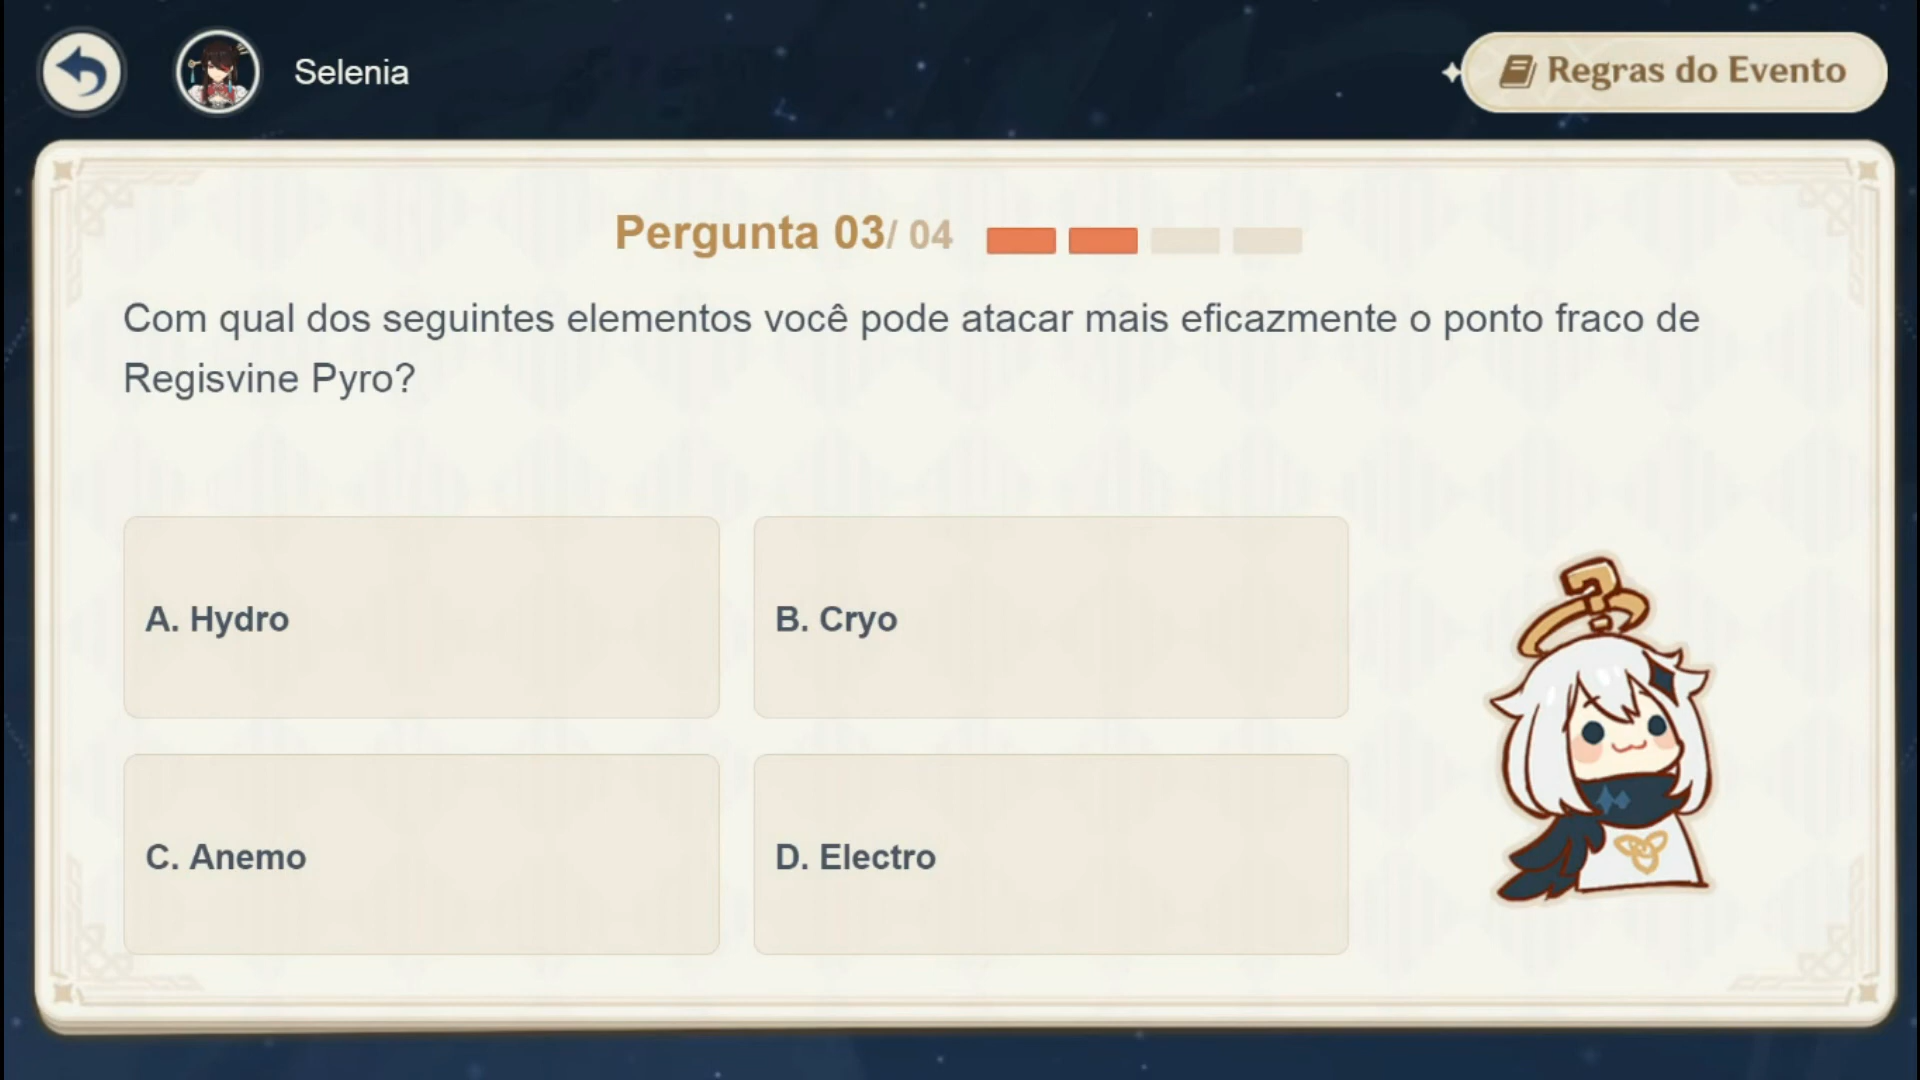 Selenia
Regras do Evento
Pergunta 03/ 04
Com qual dos seguintes elementos você pode atacar mais eficazmente o ponto fraco de
Regisvine Pyro?
A. Hydro
B. Cryo
C. Anemo
D. Electro